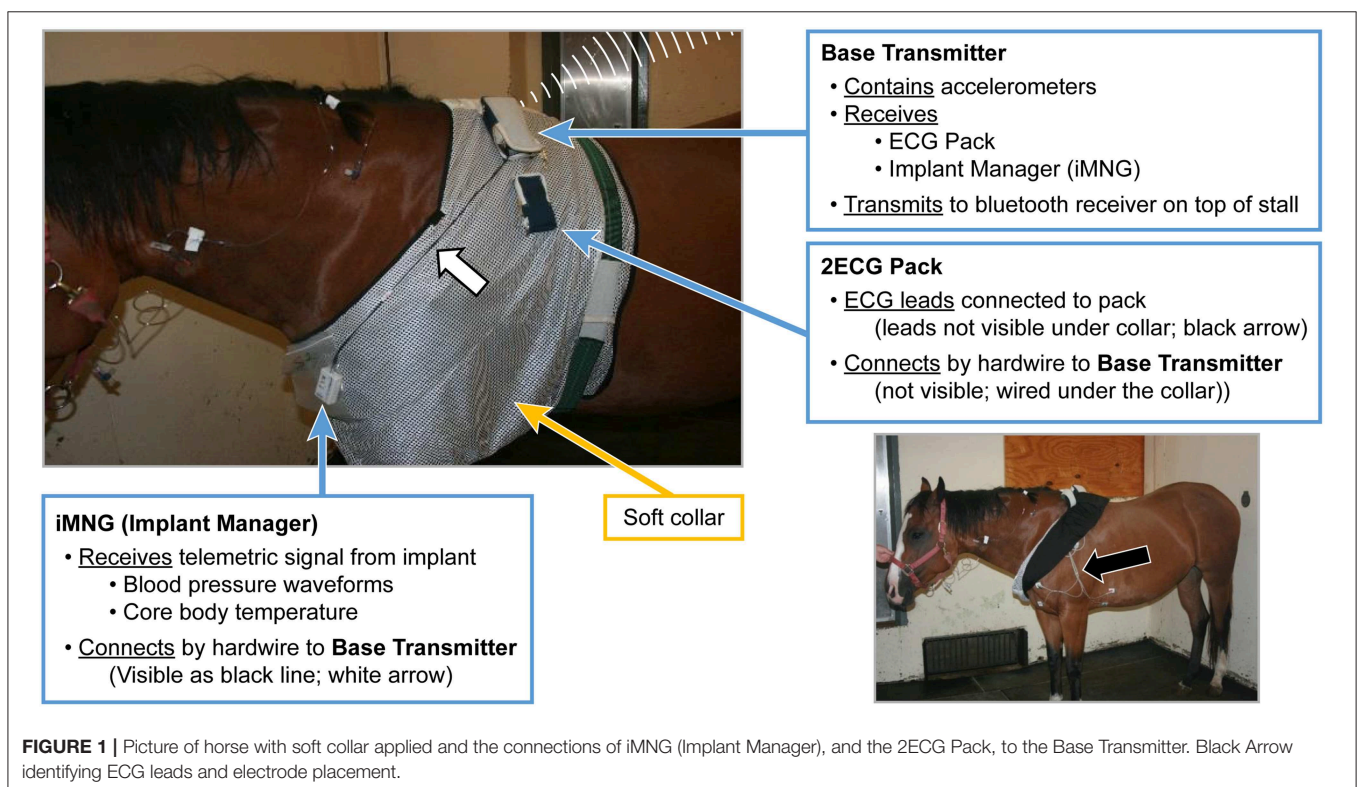 Base Transmitter
• Contains accelerometers
• Receives
• ECG Pack
• Implant Manager (iMNG)
• Transmits to bluetooth receiver on top of stall
2ECG Pack
• ECG leads connected to pack
(leads not visible under collar; black arrow)
• Connects by hardwire to Base Transmitter
(not visible; wired under the collar))
iMNG (Implant Manager)
• Receives telemetric signal from implant
• Blood pressure waveforms
• Core body temperature
• Connects by hardwire to Base Transmitter
(Visible as black line; white arrow)
Soft collar
FIGURE 1 | Picture of horse with soft collar applied and the connections of iMNG (Implant Manager), and the 2ECG Pack, to the Base Transmitter. Black Arrow
identifying ECG leads and electrode placement.